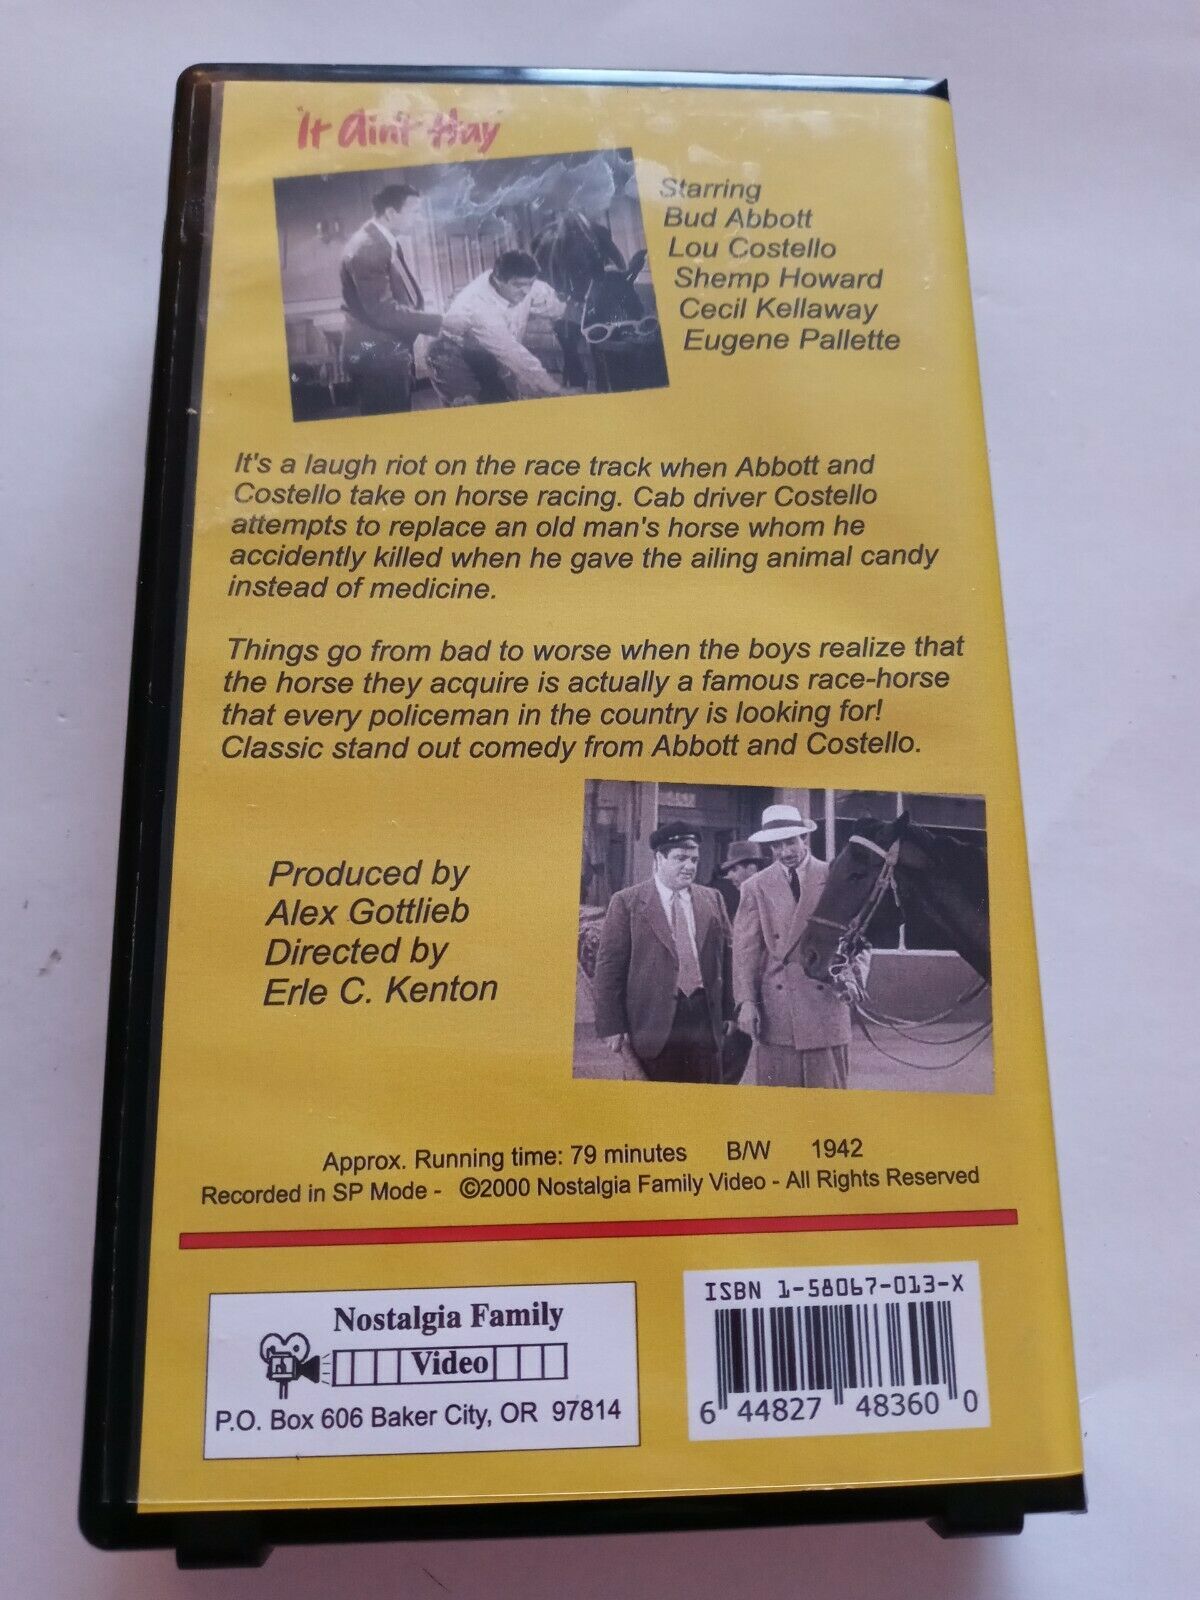 "It Ain't Hay"
Starring
Bud Abbott
Lou Costello
Shemp Howard
Cecil Kellaway
Eugene Pallette
It's a laugh riot on the race track when Abbott and
Costello take on horse racing. Cab driver Costello
attempts to replace an old man's horse whom he
accidently killed when he gave the ailing animal candy
instead of medicine.
Things go from bad to worse when the boys realize that
the horse they acquire is actually a famous race-horse
that every policeman in the country is looking for!
Classic stand out comedy from Abbott and Costello.
Produced by
Alex Gottlieb
Directed by
Erle C. Kenton
Approx. Running time: 79 minutes B/W 1942
Recorded in SP Mode - ©2000 Nostalgia Family Video - All Rights Reserved
Nostalgia Family
Video
P.O. Box 606 Baker City, OR 97814
ISBN 1-58067-013-X
6 44827 48360 0